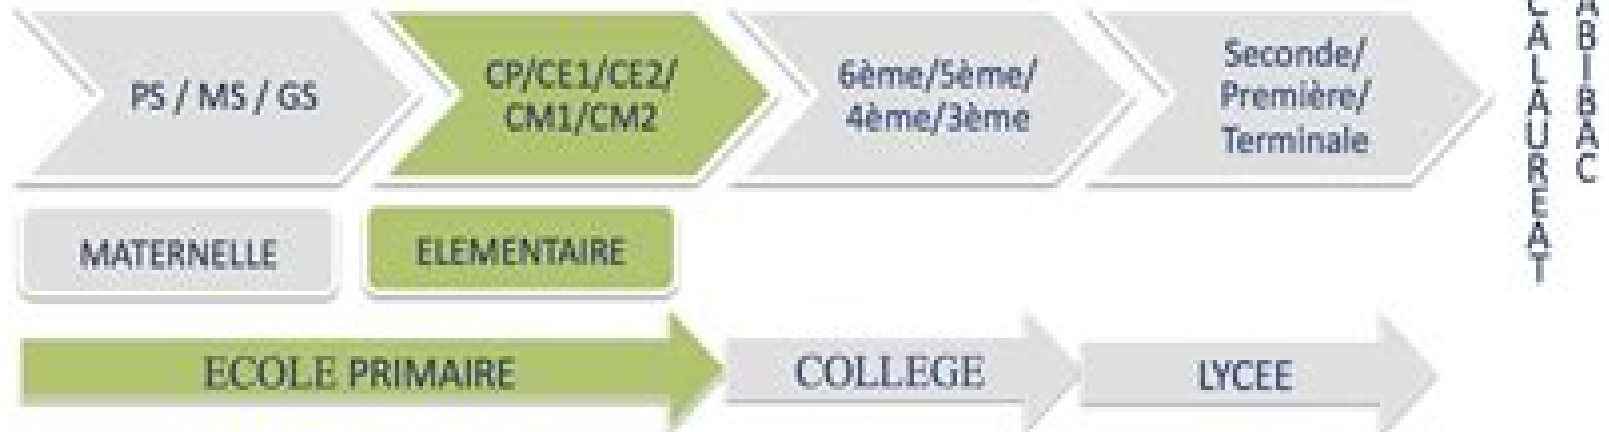 PS / MS / GS
CP/CE1/CE2/
CM1/CM2
6ème/5ème/
4ème/3ème
Seconde/
Première/
Terminale
MATERNELLE
ELEMENTAIRE
ECOLE PRIMAIRE
COLLEGE
LYCEE
CALAUREAT
ABIBAC